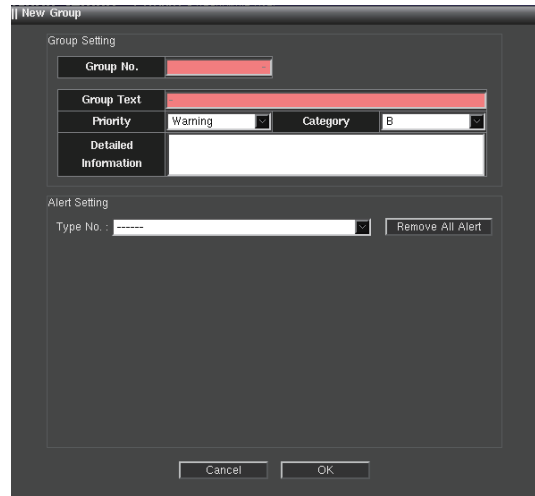 || New Group
Group Setting
Group No. -
Group Text -
Priority Warning Category B
Detailed
Information
Alert Setting
Type No. : ------ Remove All Alert
Cancel OK